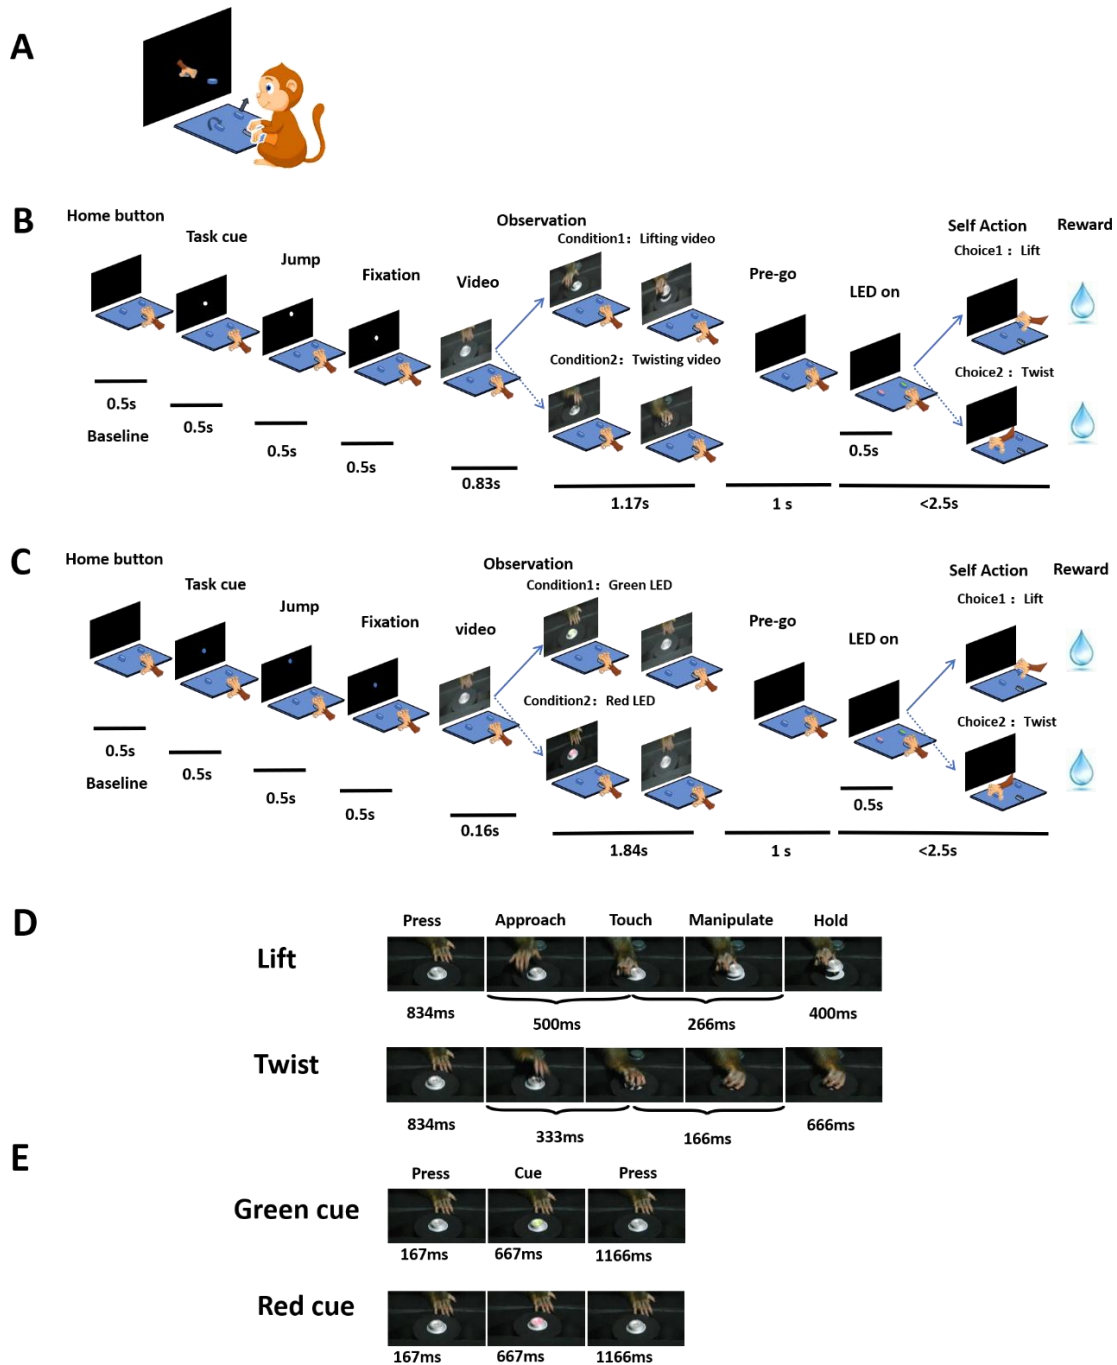 A
B
Home button
Task cue
Jump
Fixation
Video
Observation
Condition1： Lifting video
Condition2： Twisting video
Pre-go
LED on
Self Action
Choice1： Lift
Choice2： Twist
Reward
0.5s
Baseline
0.5s
0.5s
0.5s
0.83s
1.17s
1 s
0.5s
<2.5s
C
Home button
Task cue
Jump
Fixation
video
Observation
Condition1： Green LED
Condition2： Red LED
Pre-go
LED on
Self Action
Choice1： Lift
Choice2： Twist
Reward
0.5s
Baseline
0.5s
0.5s
0.5s
0.16s
1.84s
1 s
0.5s
<2.5s
D
Press Approach Touch Manipulate Hold
Lift
834ms 500ms 266ms 400ms
Twist
834ms 333ms 166ms 666ms
E
Press Cue Press
Green cue
167ms 667ms 1166ms
Red cue
167ms 667ms 1166ms